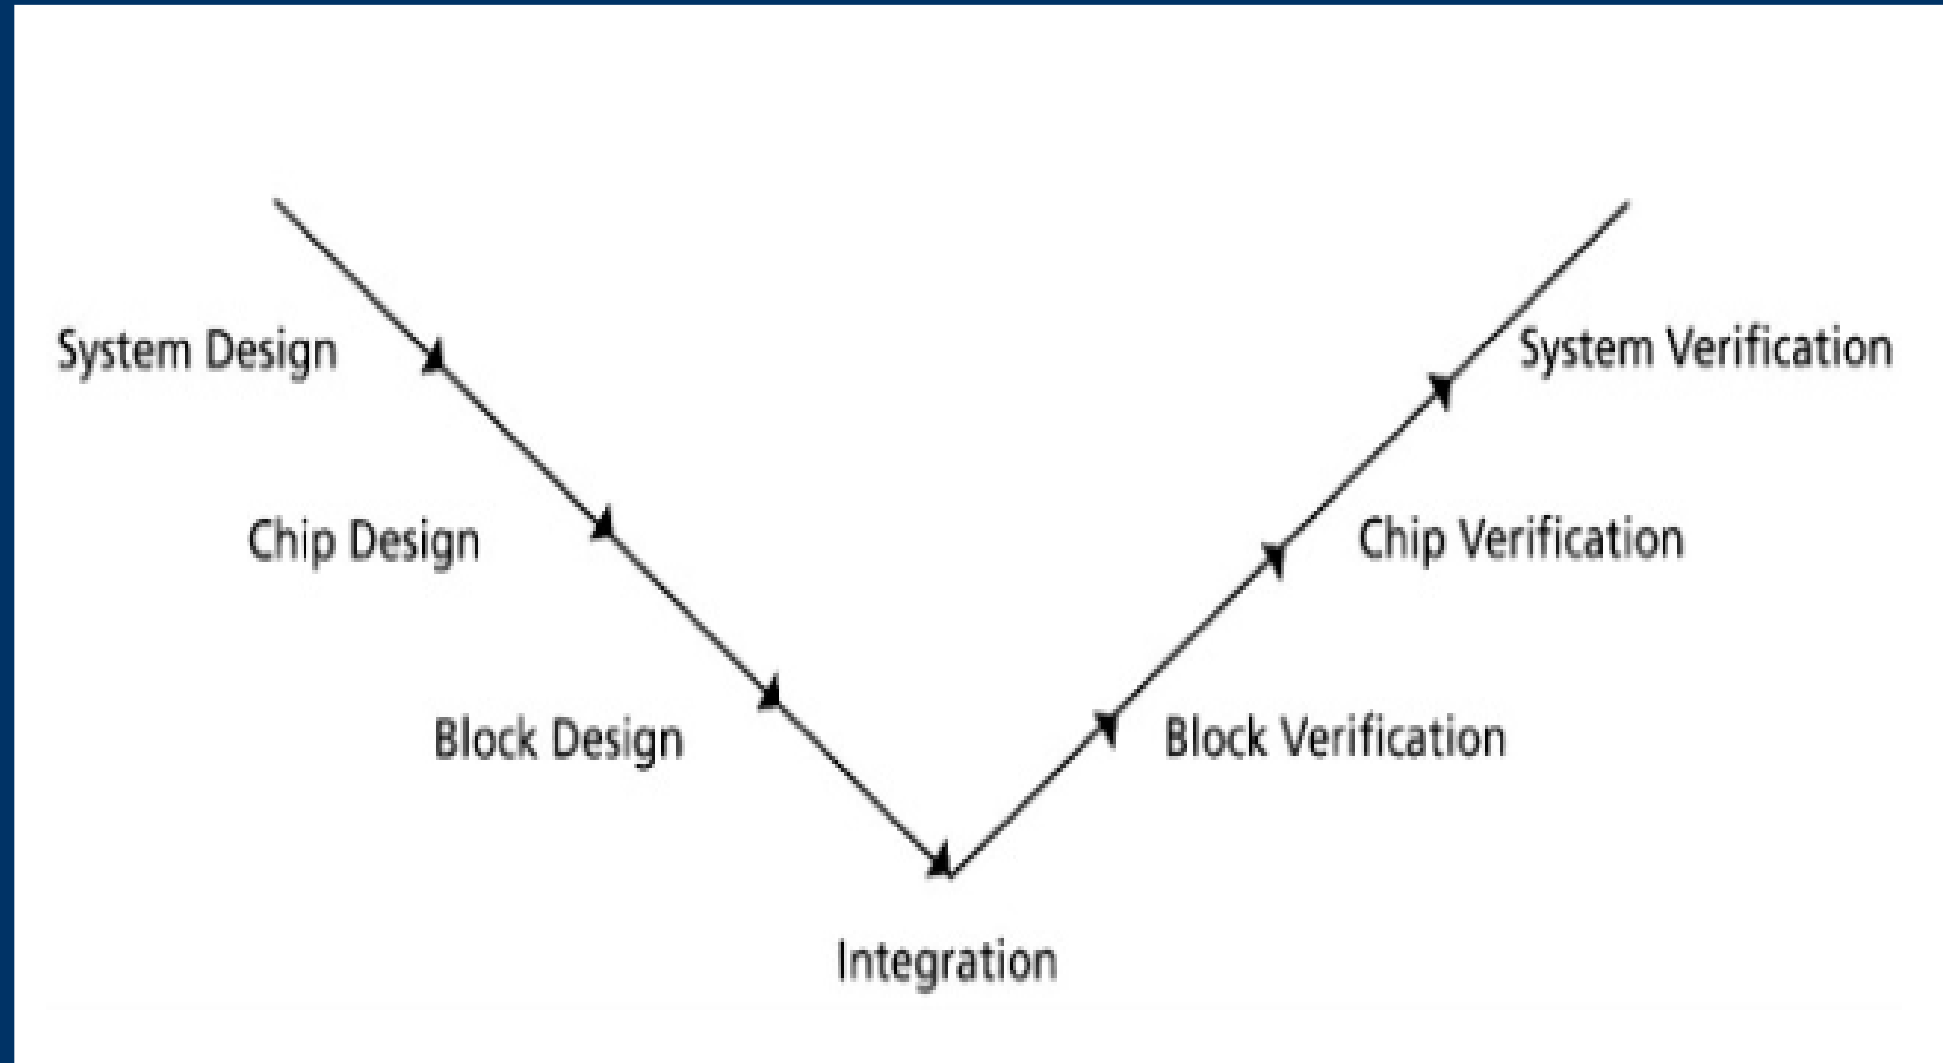 System Design
System Verification
Chip Design
Chip Verification
Block Design
Block Verification
Integration